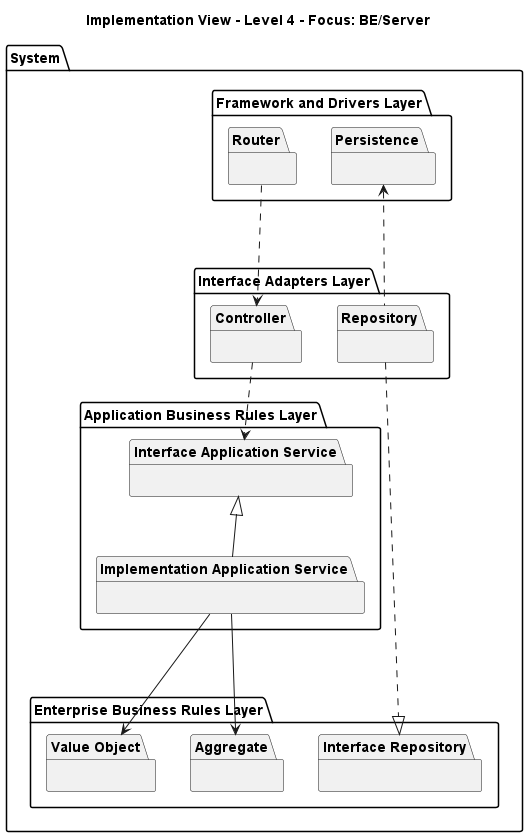 Implementation View - Level 4 - Focus: BE/Server
System
Framework and Drivers Layer
Router
Persistence
Interface Adapters Layer
Controller
Repository
Application Business Rules Layer
Interface Application Service
Implementation Application Service
Enterprise Business Rules Layer
Value Object
Aggregate
Interface Repository